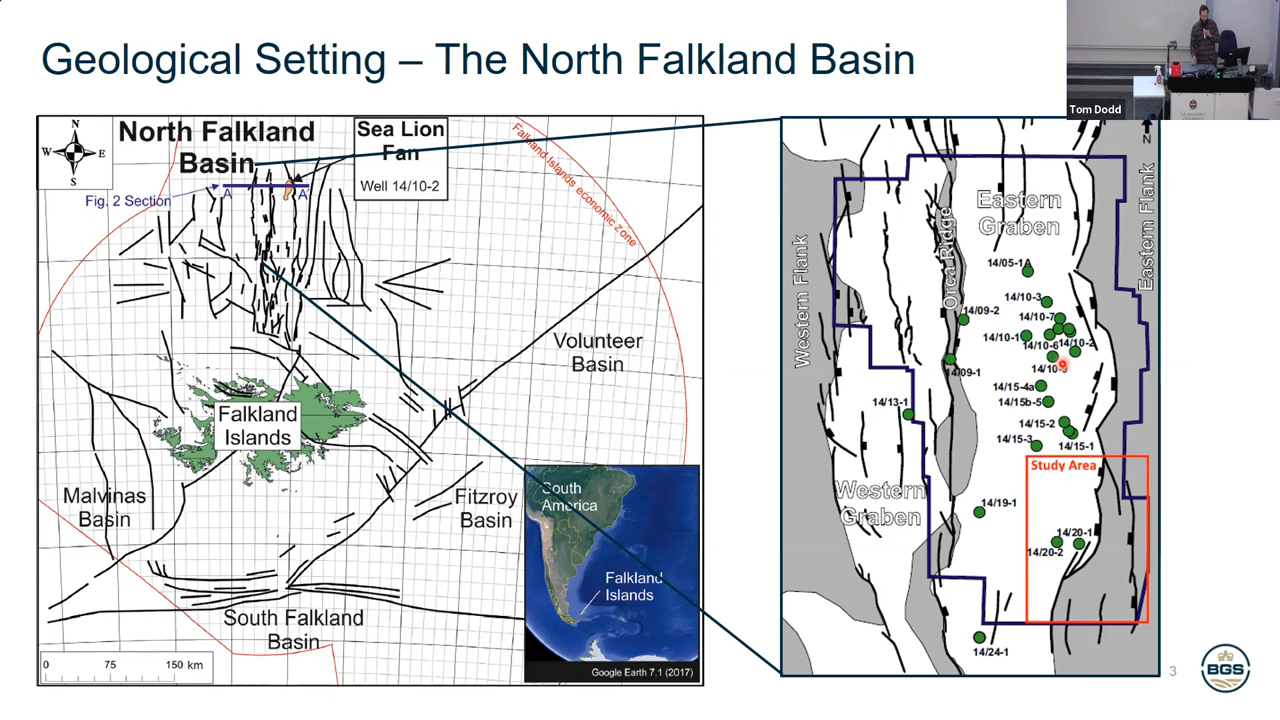 Geological Setting – The North Falkland Basin
Tom Dodd
N
W
E
S
North Falkland
Basin
Sea Lion
Fan
Well 14/10-2
Falkland Islands economic zone
Fig. 2 Section
A
A'
Volunteer
Basin
Falkland
Islands
Malvinas
Basin
Fitzroy
Basin
South Falkland
Basin
0 75 150 km
South
America
Falkland
Islands
Google Earth 7.1 (2017)
N
Eastern
Graben
Western Flank
Orca Ridge
Eastern Flank
14/05-1A
14/10-3
14/09-2
14/10-7
14/10-1
14/10-6
14/10-2
14/09-1
14/15-4a
14/15b-5
14/13-1
14/15-2
14/15-3
14/15-1
Study Area
Western
Graben
14/19-1
14/20-1
14/20-2
14/24-1
3
BGS